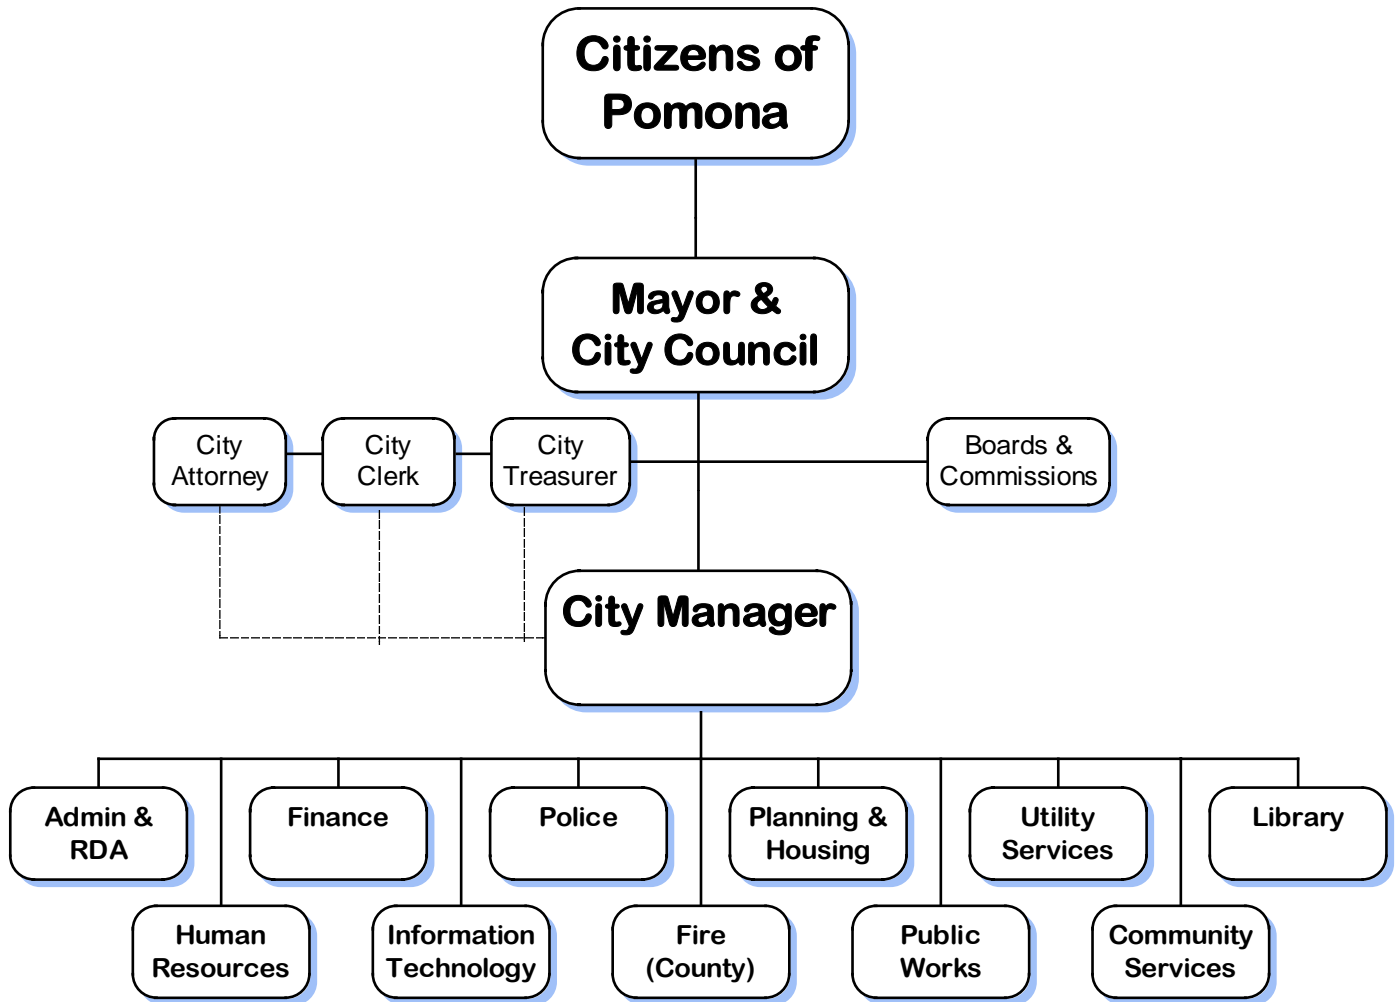 Citizens of
Pomona
Mayor &
City Council
City
Attorney
City
Clerk
City
Treasurer
Boards &
Commissions
City Manager
Admin &
RDA
Finance
Police
Planning &
Housing
Utility
Services
Library
Human
Resources
Information
Technology
Fire
(County)
Public
Works
Community
Services